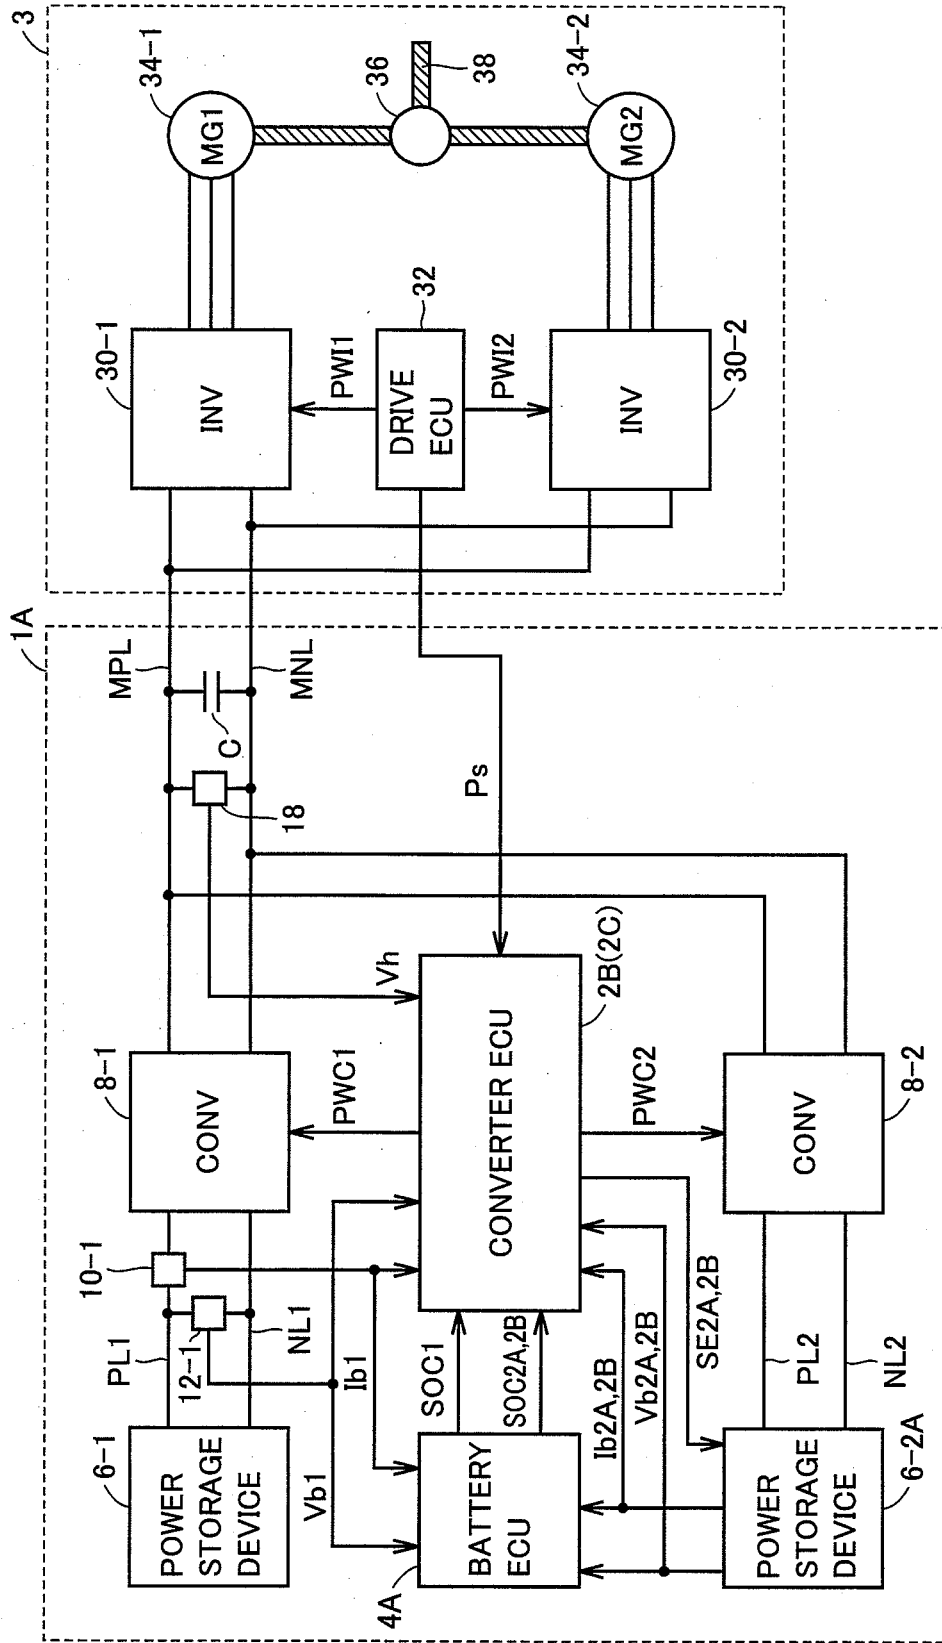 1A
3
PL1
10-1
8-1
MPL
30-1
34-1
6-1
POWER
STORAGE
DEVICE
12-1
CONV
C
INV
MG1
NL1
18
MNL
Vb1
Ib1
PWC1
Vh
PWI1
36
32
38
SOC1
SOC2A,2B
BATTERY
ECU
4A
CONVERTER ECU
Ps
DRIVE
ECU
2B(2C)
PWI2
Ib2A,2B
Vb2A,2B
SE2A,2B
PWC2
34-2
POWER
STORAGE
DEVICE
CONV
INV
MG2
PL2
6-2A
NL2
8-2
30-2